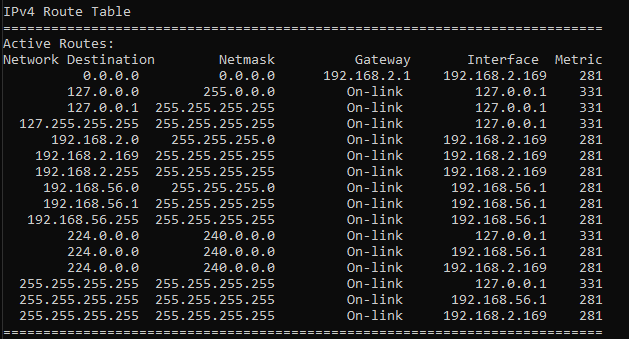 IPv4 Route Table
===========================================================================
Active Routes:
Network Destination        Netmask          Gateway       Interface  Metric
          0.0.0.0          0.0.0.0      192.168.2.1    192.168.2.169    281
        127.0.0.0        255.0.0.0         On-link         127.0.0.1    331
        127.0.0.1  255.255.255.255         On-link         127.0.0.1    331
  127.255.255.255  255.255.255.255         On-link         127.0.0.1    331
      192.168.2.0    255.255.255.0         On-link     192.168.2.169    281
    192.168.2.169  255.255.255.255         On-link     192.168.2.169    281
    192.168.2.255  255.255.255.255         On-link     192.168.2.169    281
     192.168.56.0    255.255.255.0         On-link      192.168.56.1    281
     192.168.56.1  255.255.255.255         On-link      192.168.56.1    281
   192.168.56.255  255.255.255.255         On-link      192.168.56.1    281
        224.0.0.0        240.0.0.0         On-link         127.0.0.1    331
        224.0.0.0        240.0.0.0         On-link      192.168.56.1    281
        224.0.0.0        240.0.0.0         On-link     192.168.2.169    281
  255.255.255.255  255.255.255.255         On-link         127.0.0.1    331
  255.255.255.255  255.255.255.255         On-link      192.168.56.1    281
  255.255.255.255  255.255.255.255         On-link     192.168.2.169    281
===========================================================================